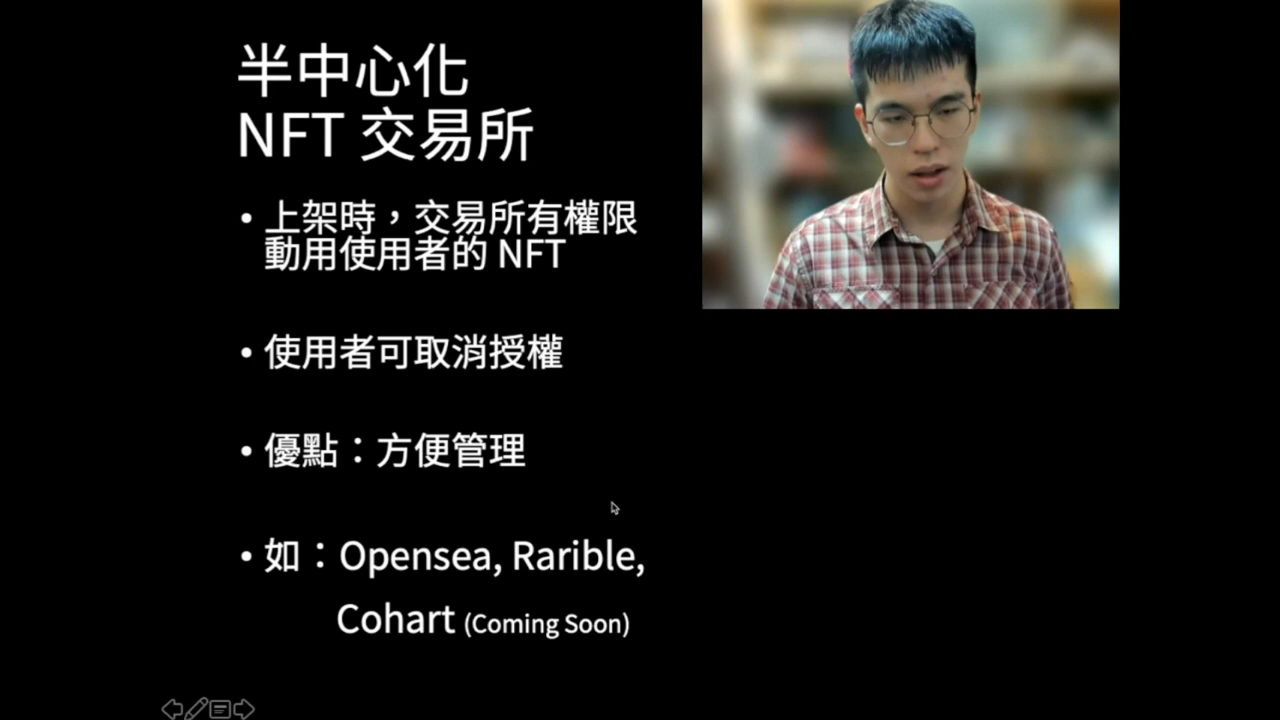 半中心化
NFT 交易所
• 上架時，交易所有權限
動用使用者的 NFT
• 使用者可取消授權
• 優點：方便管理
• 如：Opensea, Rarible,
Cohart (Coming Soon)